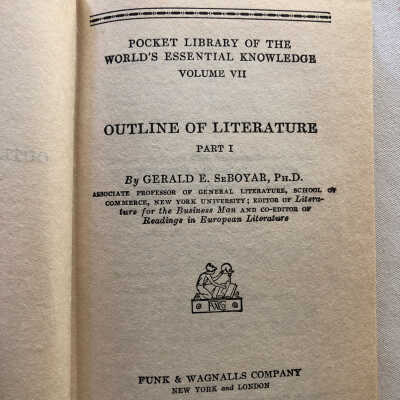 POCKET LIBRARY OF THE
WORLD'S ESSENTIAL KNOWLEDGE
VOLUME VII
OUTLINE OF LITERATURE
PART I
By GERALD E. SEBOYAR, PH.D.
ASSOCIATE PROFESSOR OF GENERAL LITERATURE, SCHOOL OF
COMMERCE, NEW YORK UNIVERSITY; EDITOR OF Litera-
ture for the Business Man AND CO-EDITOR OF
Readings in European Literature
WG
FUNK & WAGNALLS COMPANY
NEW YORK and LONDON